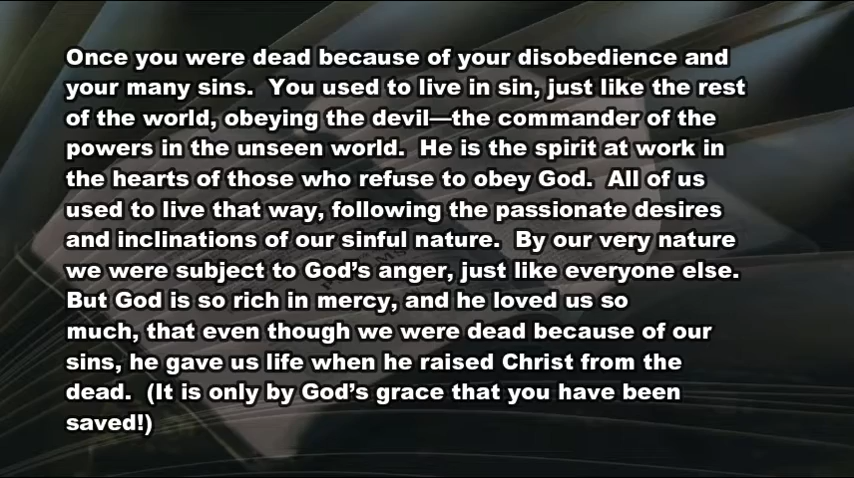 Once you were dead because of your disobedience and
your many sins.  You used to live in sin, just like the rest
of the world, obeying the devil—the commander of the
powers in the unseen world.  He is the spirit at work in
the hearts of those who refuse to obey God.  All of us
used to live that way, following the passionate desires
and inclinations of our sinful nature.  By our very nature
we were subject to God’s anger, just like everyone else.
But God is so rich in mercy, and he loved us so
much, that even though we were dead because of our
sins, he gave us life when he raised Christ from the
dead.  (It is only by God’s grace that you have been
saved!)